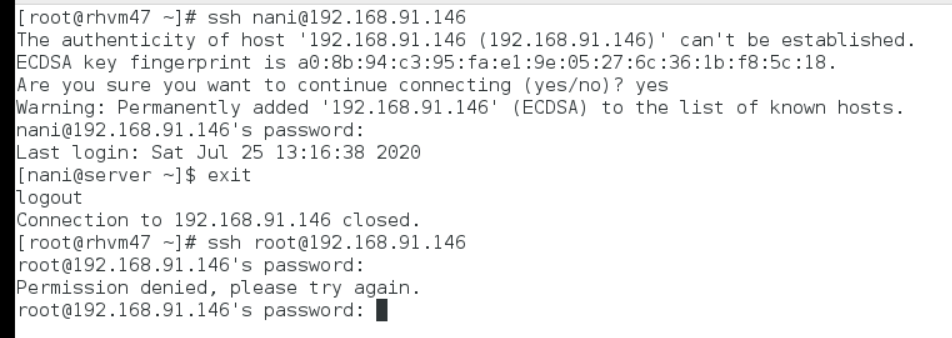 [root@rhvm47 ~]# ssh nani@192.168.91.146
The authenticity of host '192.168.91.146 (192.168.91.146)' can't be established.
ECDSA key fingerprint is a0:8b:94:c3:95:fa:e1:9e:05:27:6c:36:1b:f8:5c:18.
Are you sure you want to continue connecting (yes/no)? yes
Warning: Permanently added '192.168.91.146' (ECDSA) to the list of known hosts.
nani@192.168.91.146's password:
Last login: Sat Jul 25 13:16:38 2020
[nani@server ~]$ exit
logout
Connection to 192.168.91.146 closed.
[root@rhvm47 ~]# ssh root@192.168.91.146
root@192.168.91.146's password:
Permission denied, please try again.
root@192.168.91.146's password: